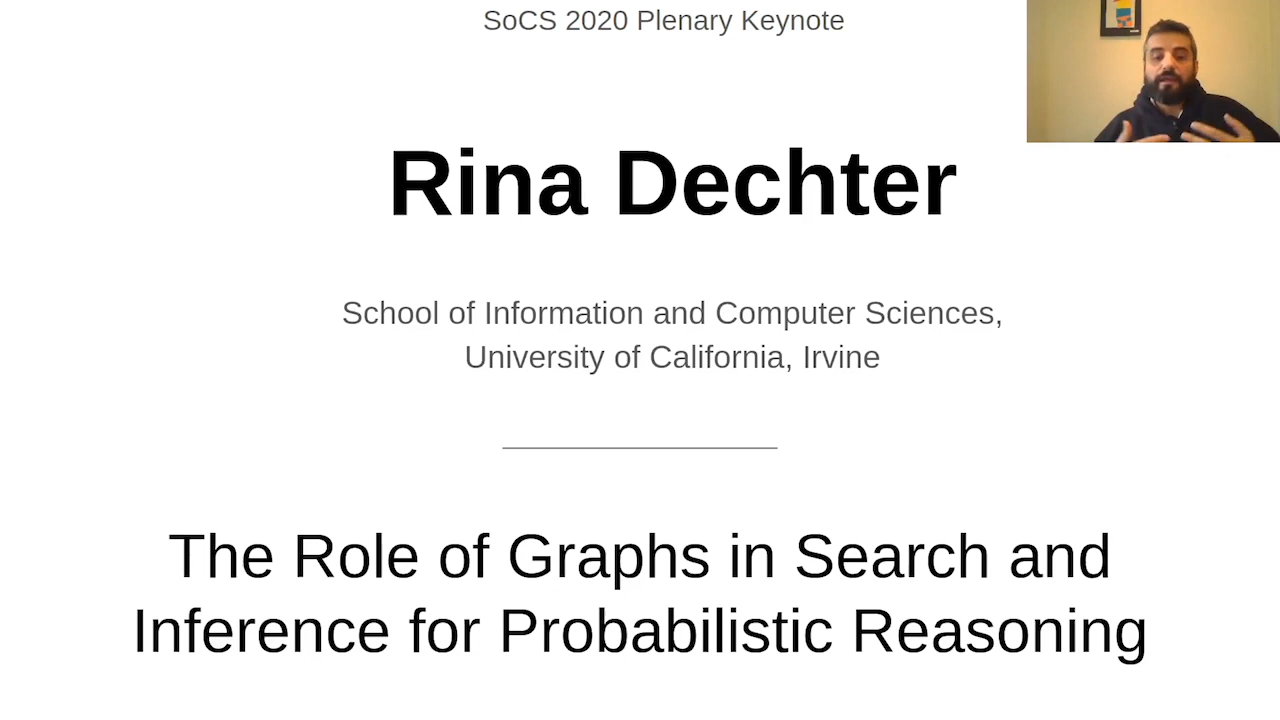 SoCS 2020 Plenary Keynote
Rina Dechter
School of Information and Computer Sciences,
University of California, Irvine
The Role of Graphs in Search and
Inference for Probabilistic Reasoning